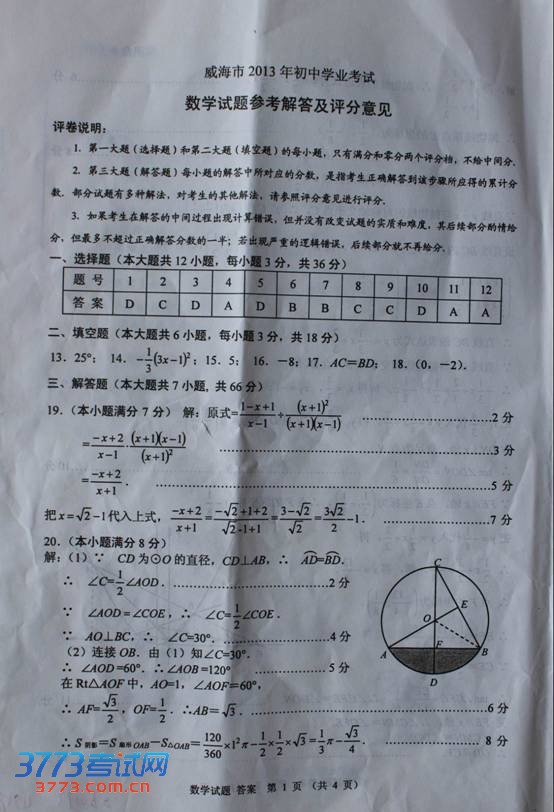 威海市 2013 年初中学业考试
数学试题参考解答及评分意见
评卷说明：
1. 第一大题（选择题）和第二大题（填空题）的每小题，只有满分和零分两个评分档，不给中间分.
2. 第三大题（解答题）每小题的解答中所对应的分数，是指考生正确解答到该步骤所应得的累计分
数. 部分试题有多种解法，对考生的其他解法，请参照评分意见进行评分.
3. 如果考生在解答的中间过程出现计算错误，但并没有改变试题的实质和难度，其后续部分酌情给
分，但最多不超过正确解答分数的一半；若出现严重的逻辑错误，后续部分就不再给分.
一、选择题（本大题共 12 小题，每小题 3 分，共 36 分）
题 号 1 2 3 4 5 6 7 8 9 10 11 12
答 案 D C D A D B B C C D A A
二、填空题（本大题共 6 小题，每小题 3 分，共 18 分）
13．25°； 14．-1/3(3x-1)²；15．5； 16．-8；17．AC=BD； 18．(0，-2).
三、解答题（本大题共 7 小题，共 66 分）
19．（本小题满分 7 分） 解：原式=(1-x+1)/(x-1)÷(x+1)²/((x+1)(x-1)) ……………………2 分
=(-x+2)/(x-1)·((x+1)(x-1))/(x+1)² ……………………3 分
=(-x+2)/(x+1)． ……………………5 分
把 x=√2-1代入上式，(-x+2)/(x+1)=(-√2+1+2)/(√2-1+1)=(3-√2)/√2=3√2/2-1． ……………………7 分
20．（本小题满分 8 分）
解：（1）∵ CD 为⊙O 的直径，CD⊥AB，∴ AD=BD.
∴ ∠C=1/2∠AOD．……………………2 分
∵ ∠AOD=∠COE，∴ ∠C=1/2∠COE．
∵ AO⊥BC，∴ ∠C=30°．……………………4 分
（2）连接 OB．由（1）知∠C=30°．
∴ ∠AOD=60°．∴∠AOB=120° ……………………5 分
在 Rt△AOF 中，AO=1，∠AOF=60°，
∴ AF=√3/2，OF=1/2．∴AB=√3．……………………6 分
∴ S阴影=S扇形OAB-S△OAB=120/360×1²π-1/2×1/2×√3=1/3π-√3/4． ……………………8 分
C
E
O
A
F
B
D
3773考试网
www.3773.com.cn
数学试题 答案 第 1 页 （共 4 页）